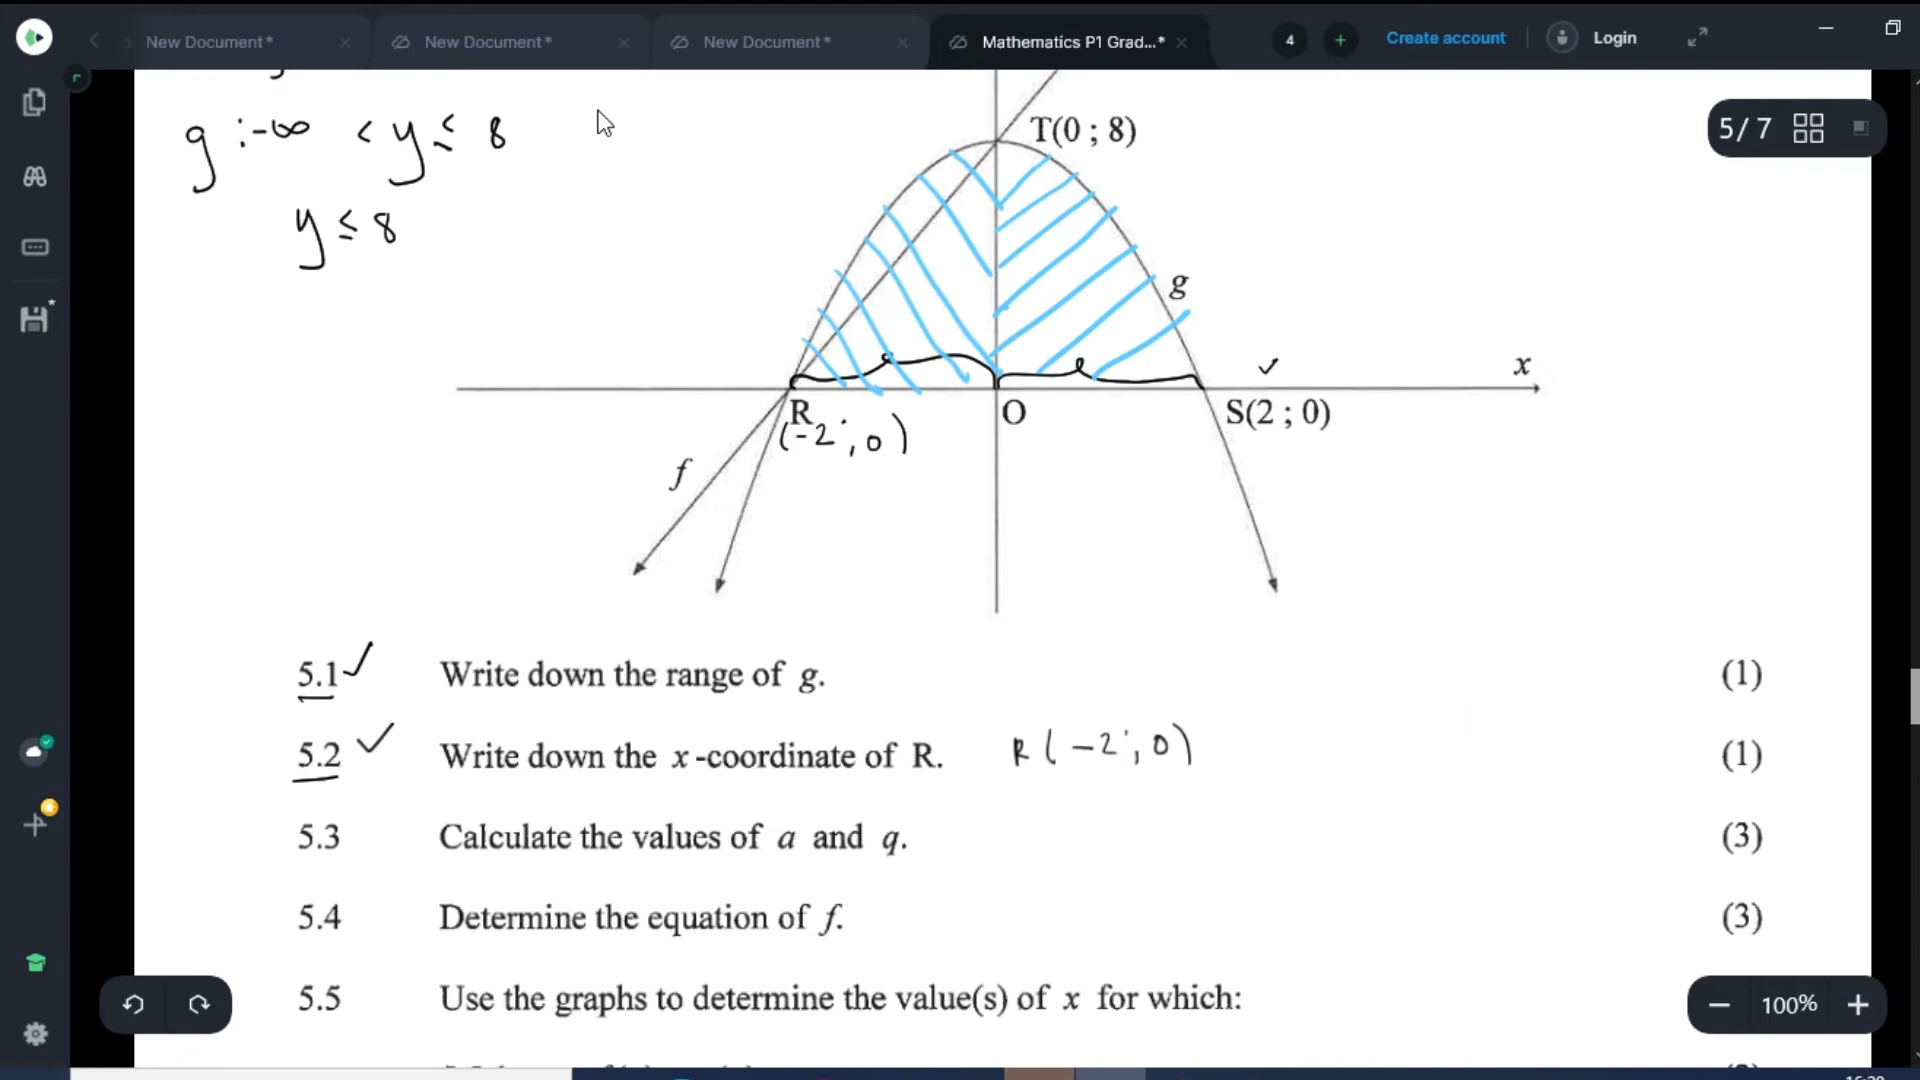 New Document*
New Document*
New Document*
Mathematics P1 Grad...*
4
Create account
Login
5/7
g :-∞ < y ≤ 8
y ≤ 8
T(0 ; 8)
g
x
R
O
S(2 ; 0)
(-2 ; 0)
f
5.1 Write down the range of g. (1)
5.2 Write down the x-coordinate of R. R(-2 ; 0) (1)
5.3 Calculate the values of a and q. (3)
5.4 Determine the equation of f. (3)
5.5 Use the graphs to determine the value(s) of x for which:
100%